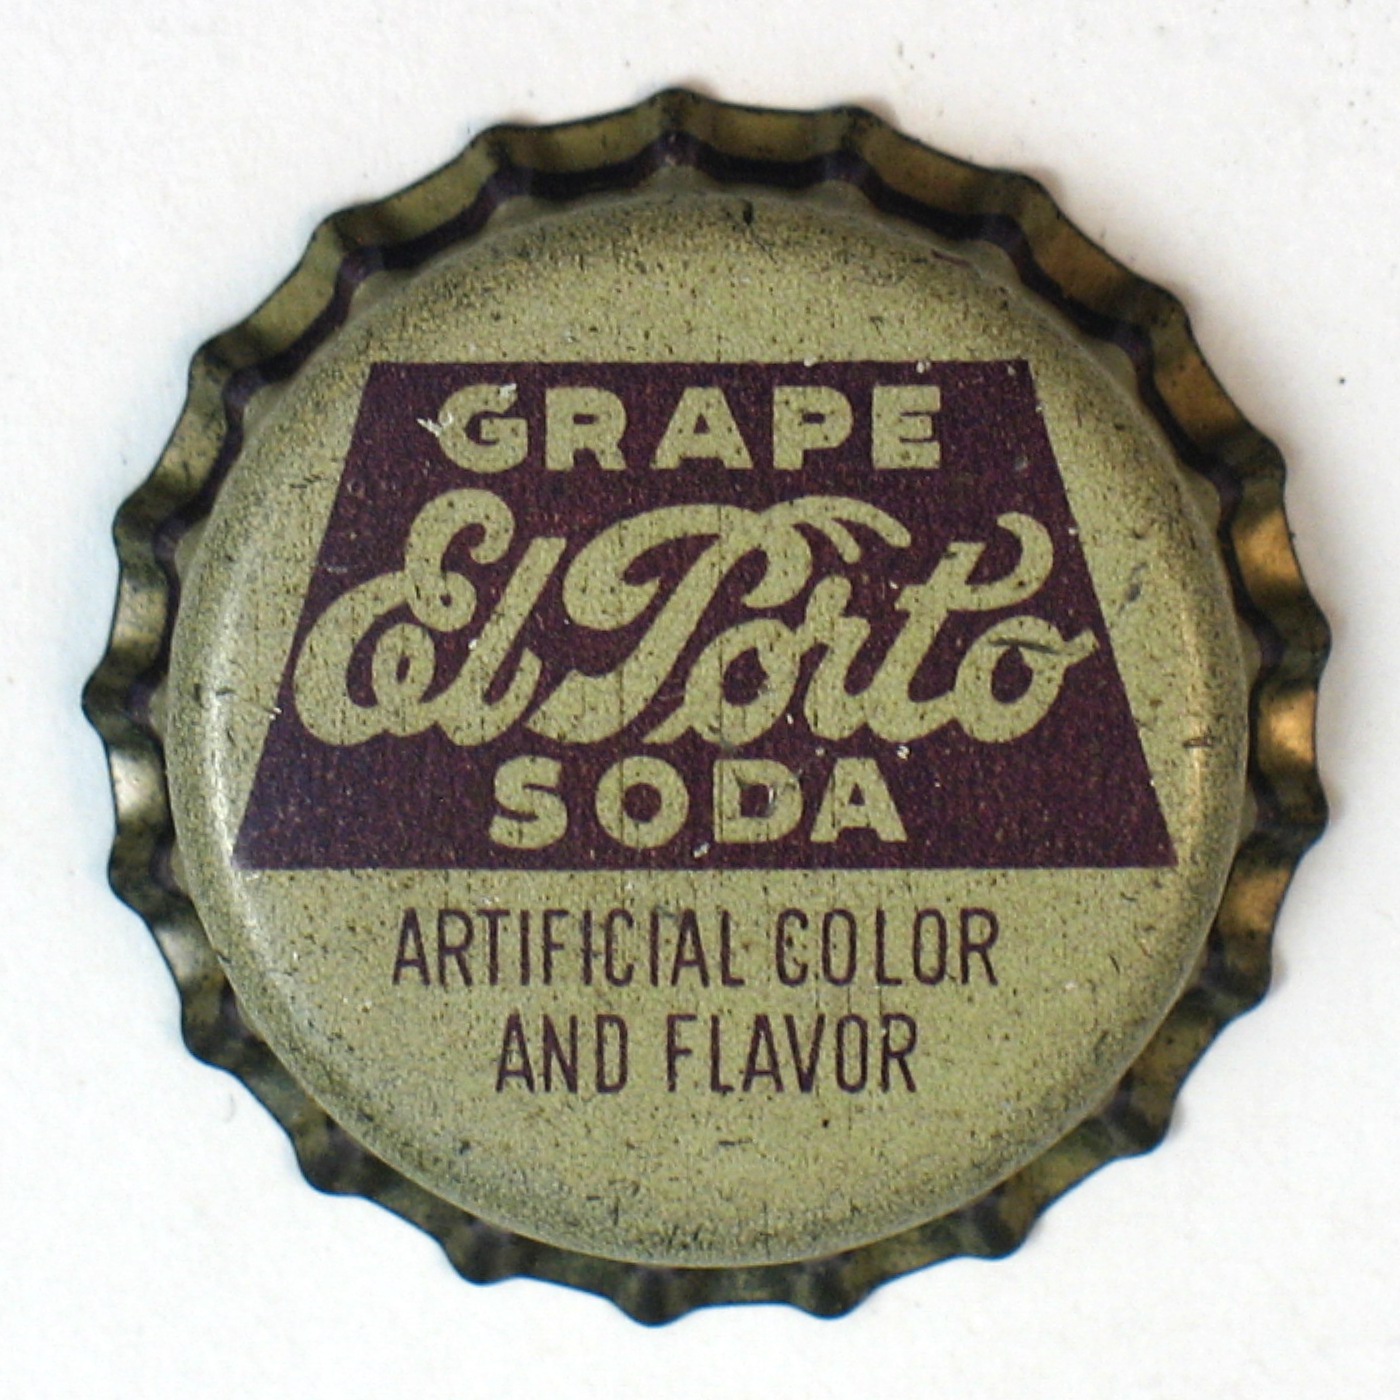 GRAPE
El Porto
SODA
ARTIFICIAL COLOR
AND FLAVOR